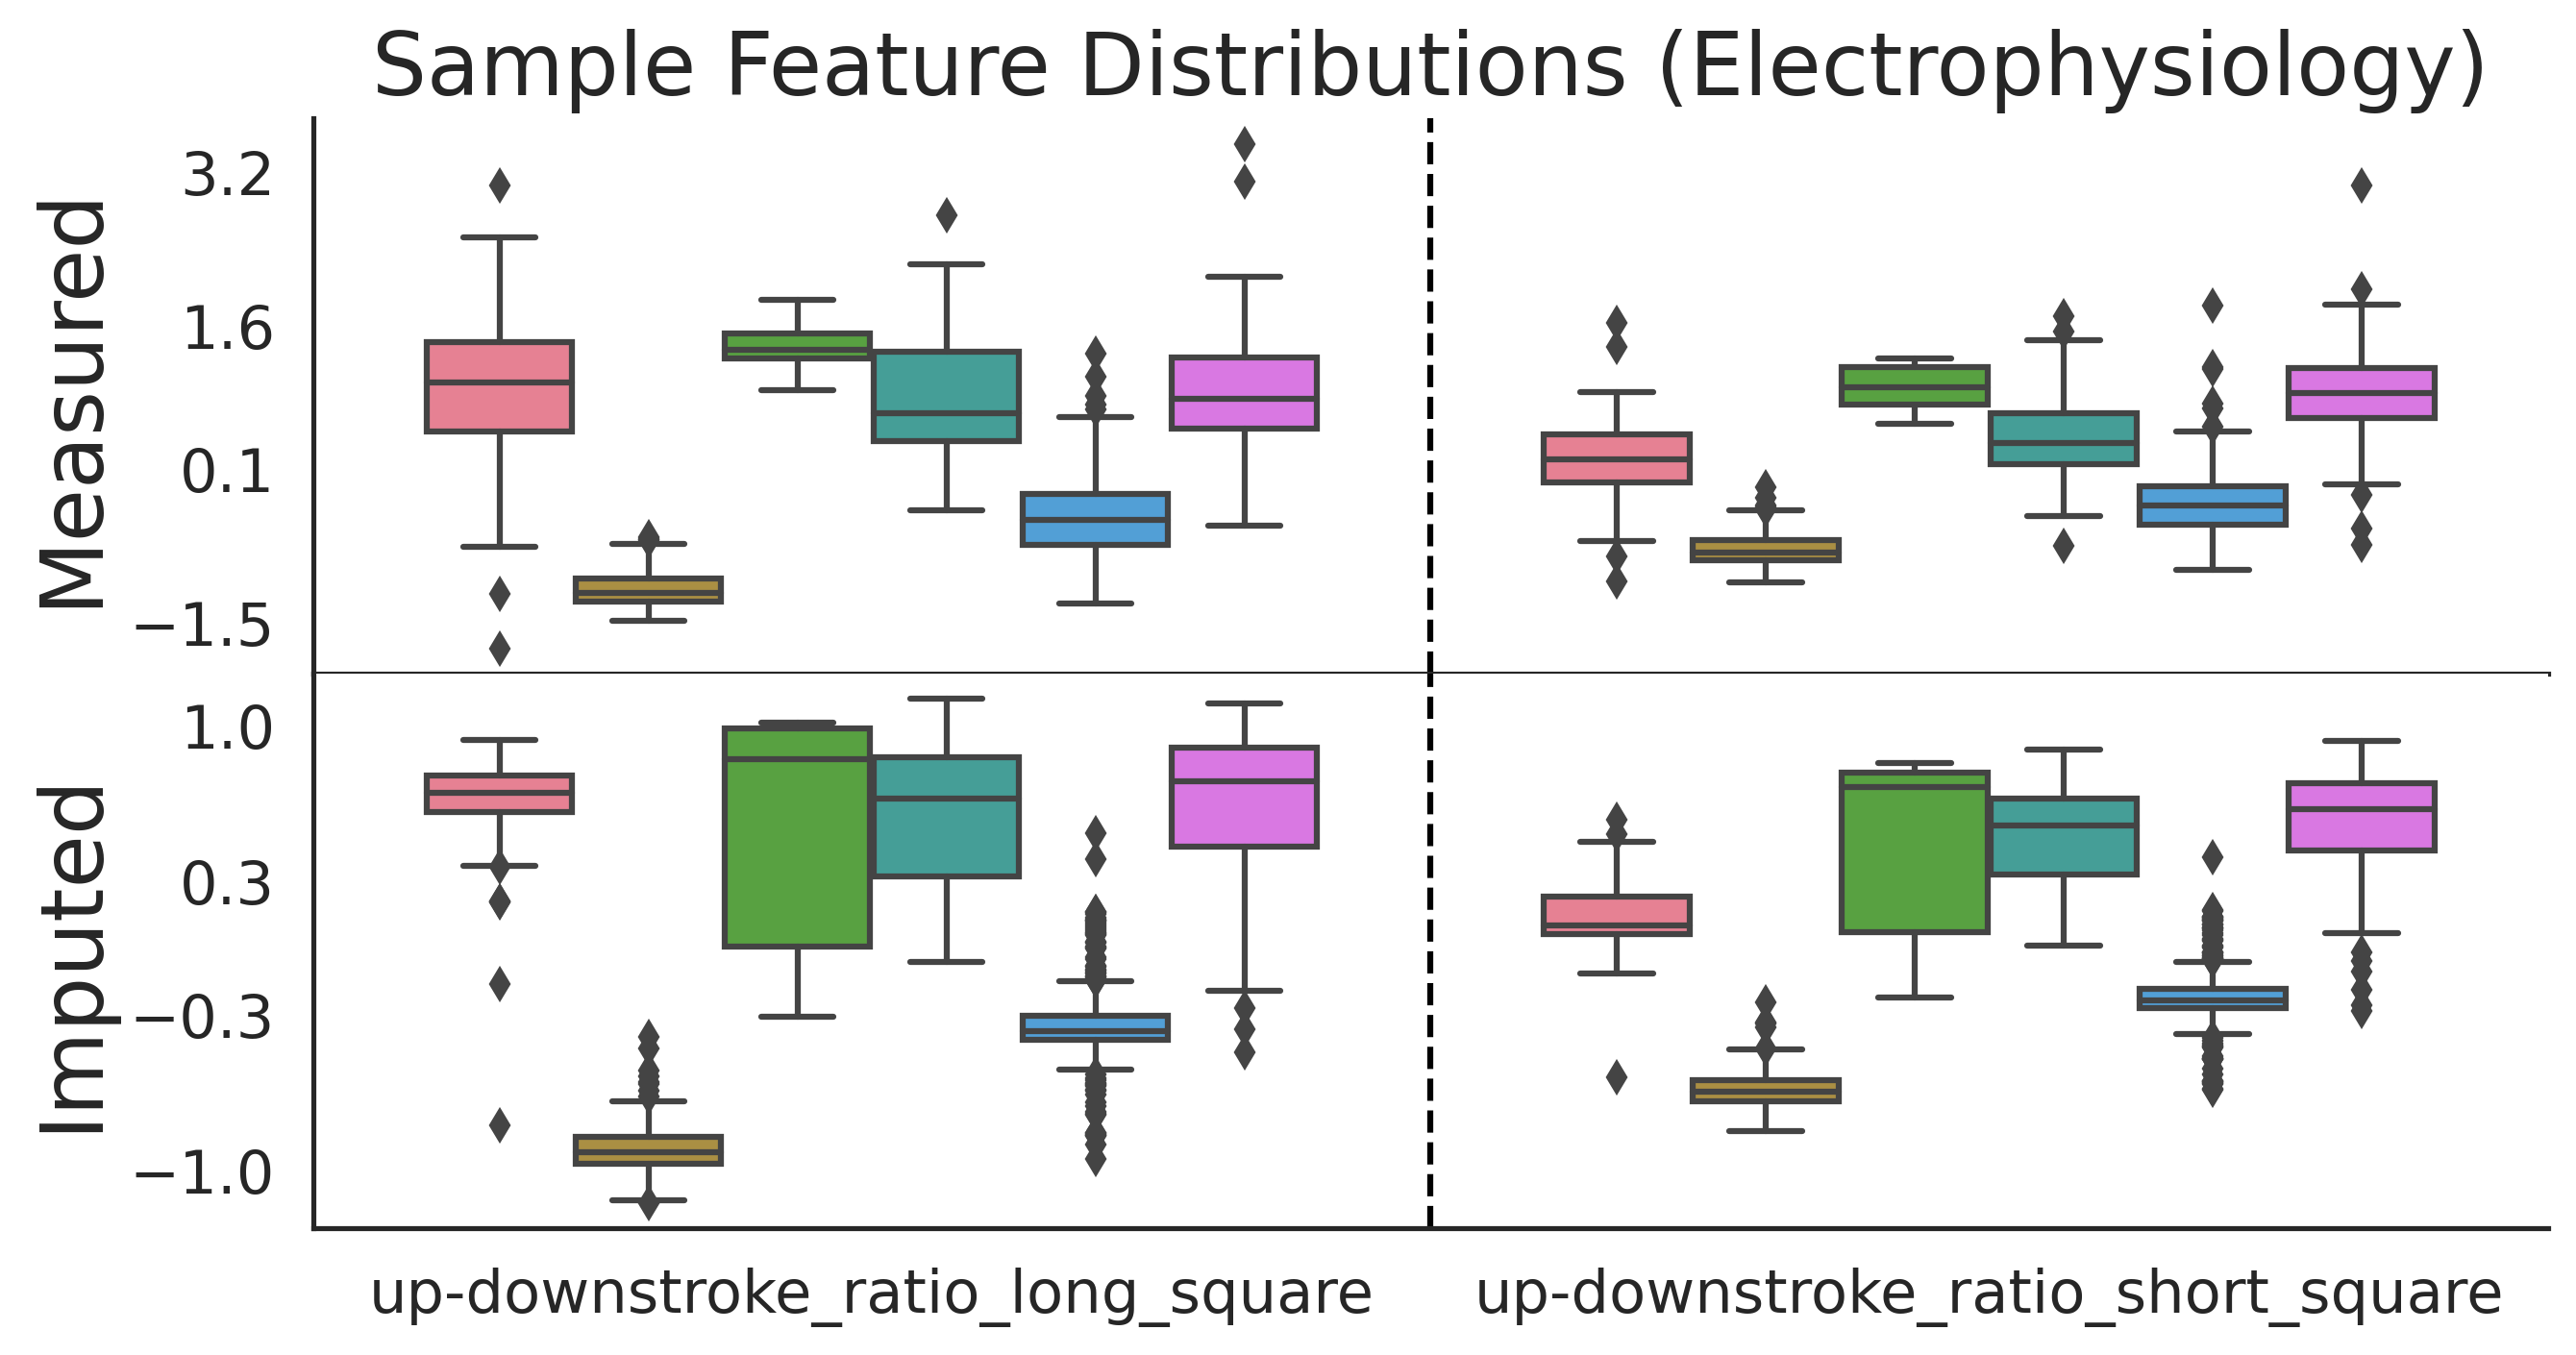 Sample Feature Distributions (Electrophysiology)
Measured
3.2
1.6
0.1
−1.5
Imputed
1.0
0.3
−0.3
−1.0
up-downstroke_ratio_long_square
up-downstroke_ratio_short_square